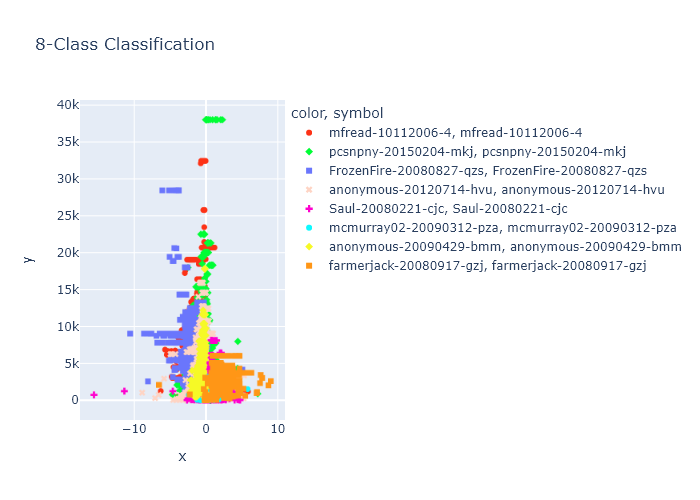 8-Class Classification
color, symbol
mfread-10112006-4, mfread-10112006-4
pcsnpny-20150204-mkj, pcsnpny-20150204-mkj
FrozenFire-20080827-qzs, FrozenFire-20080827-qzs
anonymous-20120714-hvu, anonymous-20120714-hvu
Saul-20080221-cjc, Saul-20080221-cjc
mcmurray02-20090312-pza, mcmurray02-20090312-pza
anonymous-20090429-bmm, anonymous-20090429-bmm
farmerjack-20080917-gzj, farmerjack-20080917-gzj
y
40k
35k
30k
25k
20k
15k
10k
5k
0
−10
0
10
x